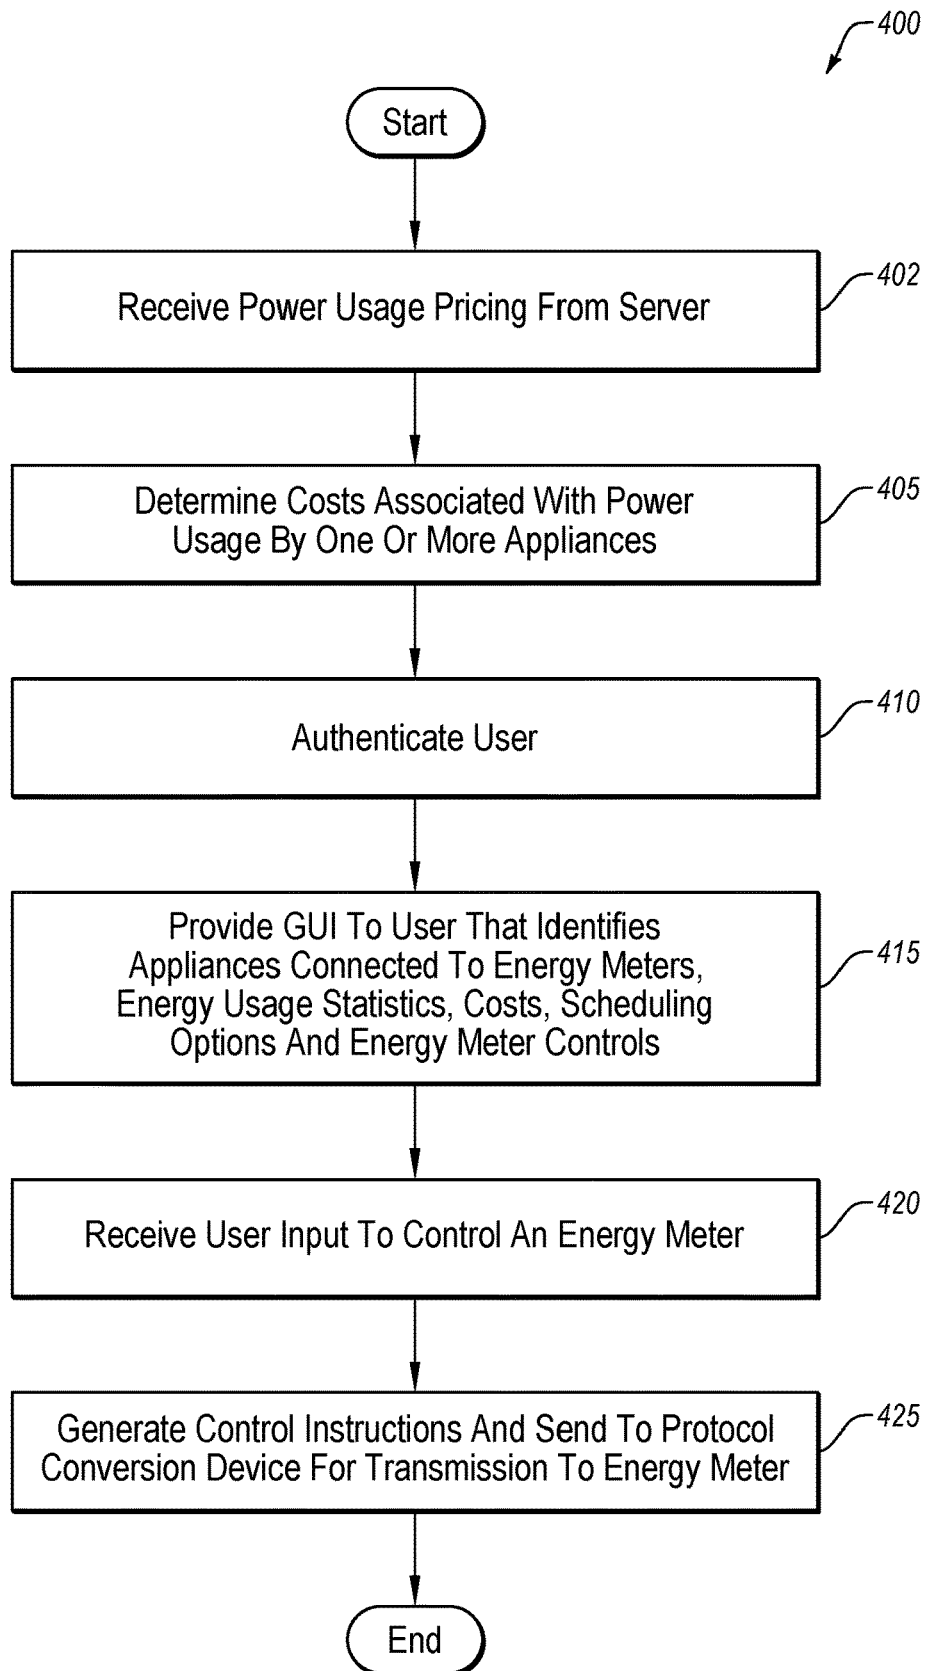 400
Start
Receive Power Usage Pricing From Server
402
Determine Costs Associated With Power
Usage By One Or More Appliances
405
Authenticate User
410
Provide GUI To User That Identifies
Appliances Connected To Energy Meters,
Energy Usage Statistics, Costs, Scheduling
Options And Energy Meter Controls
415
Receive User Input To Control An Energy Meter
420
Generate Control Instructions And Send To Protocol
Conversion Device For Transmission To Energy Meter
425
End